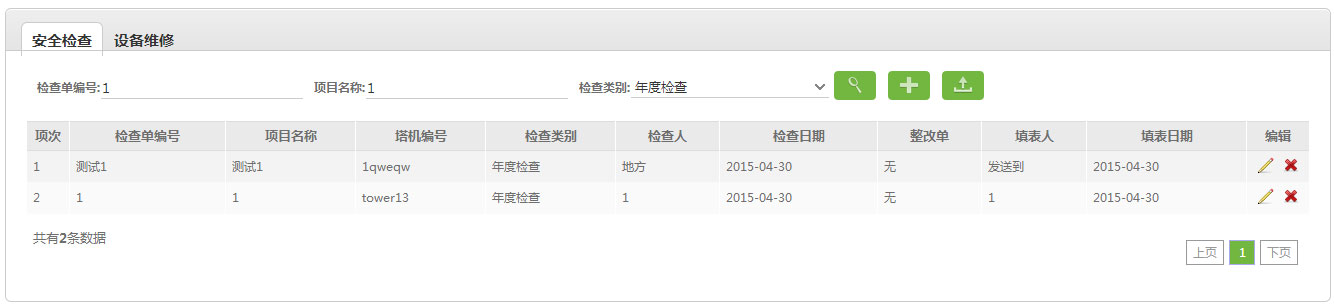 安全检查 设备维修
检查单编号:1 项目名称:1 检查类别:年度检查
项次 检查单编号 项目名称 塔机编号 检查类别 检查人 检查日期 整改单 填表人 填表日期 编辑
1 测试1 测试1 1qweqw 年度检查 地方 2015-04-30 无 发送到 2015-04-30
2 1 1 tower13 年度检查 1 2015-04-30 无 1 2015-04-30
共有2条数据
上页 1 下页